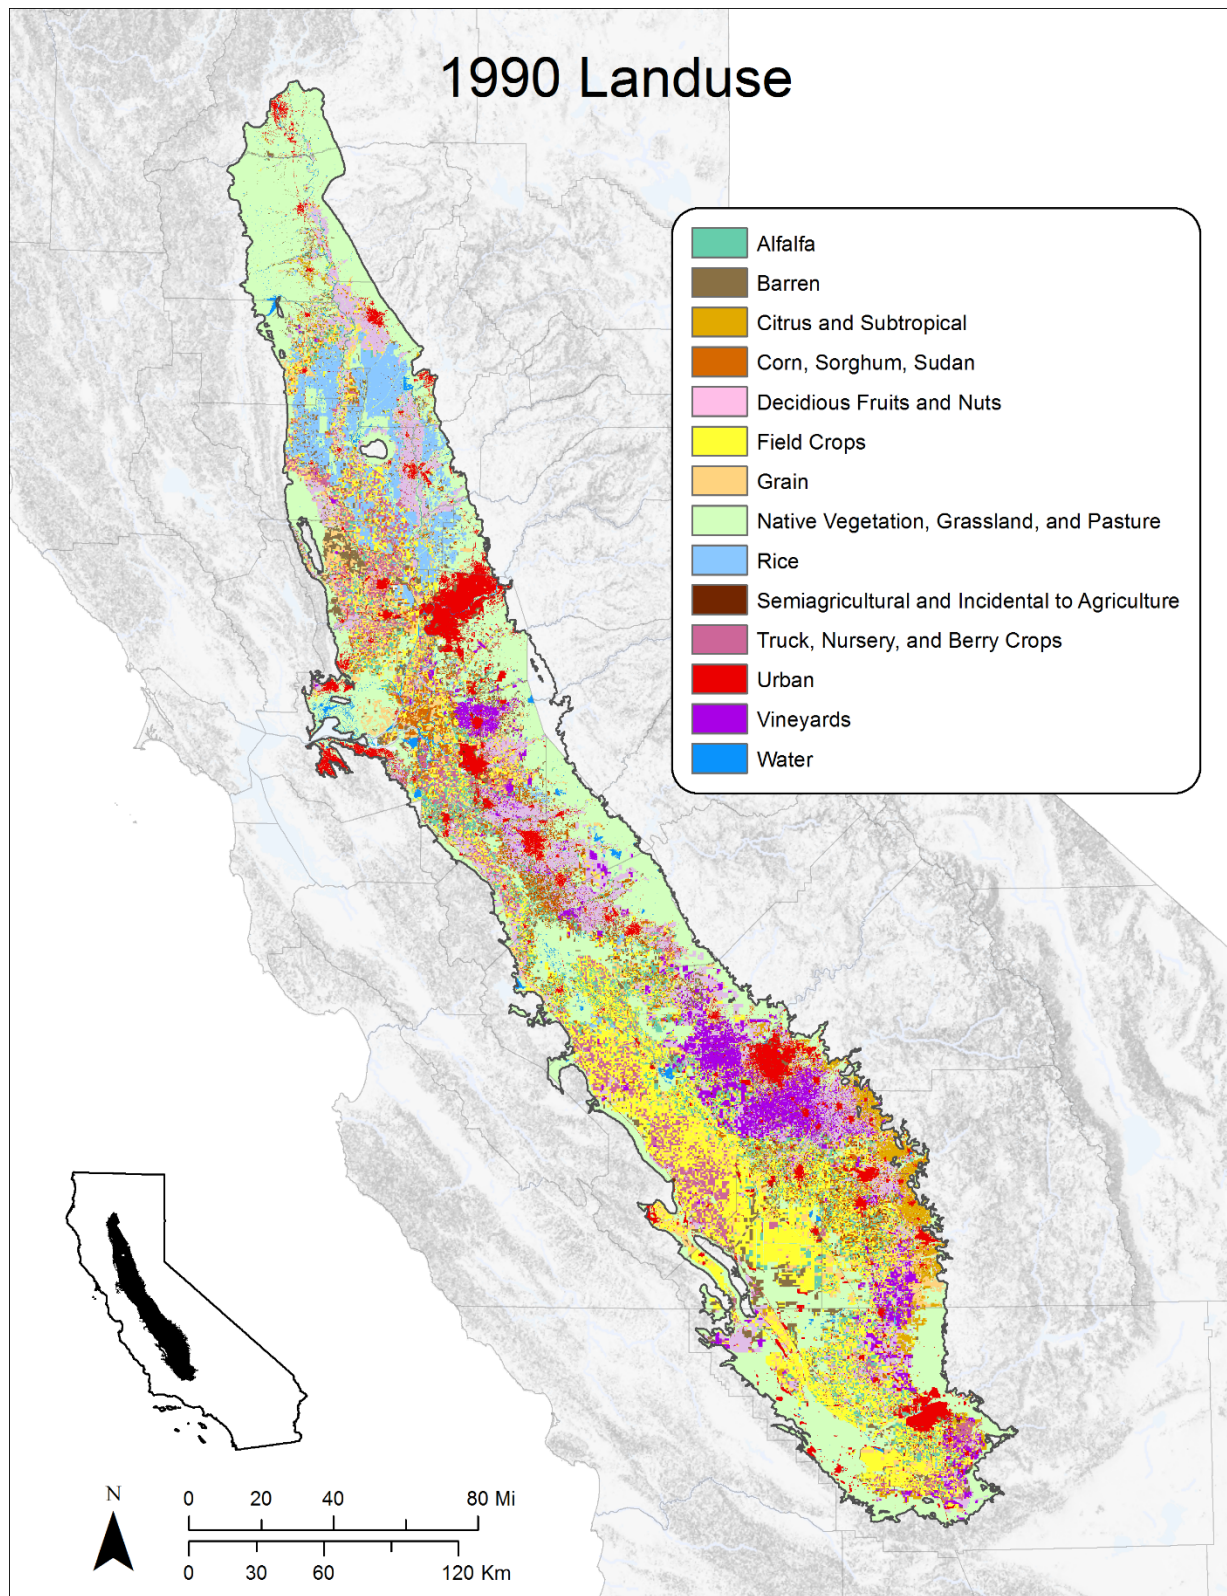 1990 Landuse
Alfalfa
Barren
Citrus and Subtropical
Corn, Sorghum, Sudan
Decidious Fruits and Nuts
Field Crops
Grain
Native Vegetation, Grassland, and Pasture
Rice
Semiagricultural and Incidental to Agriculture
Truck, Nursery, and Berry Crops
Urban
Vineyards
Water
N
0 20 40 80 Mi
0 30 60 120 Km